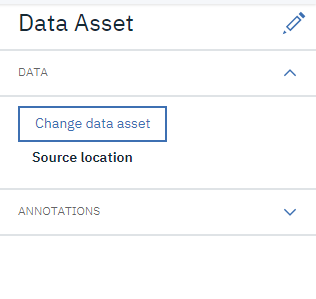 Data Asset
DATA
Change data asset
Source location
ANNOTATIONS